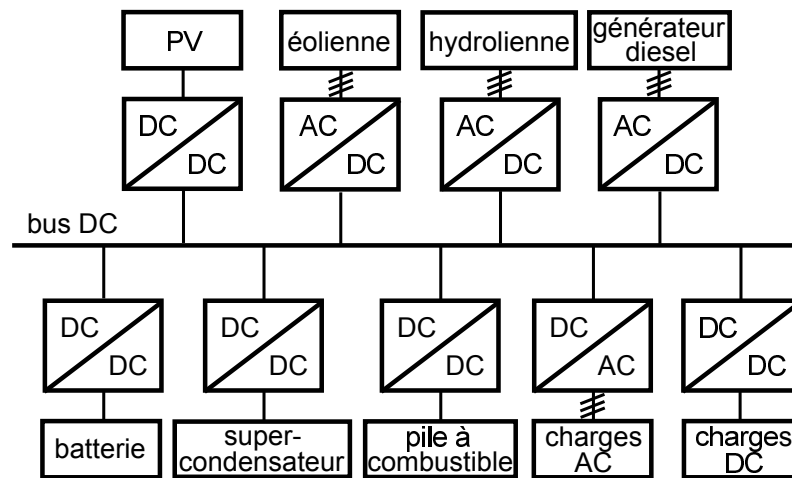 PV
éolienne
hydrolienne
générateur
diesel
DC
DC
AC
DC
AC
DC
AC
DC
bus DC
DC
DC
DC
DC
DC
DC
DC
AC
DC
DC
batterie
super-
condensateur
pile à
combustible
charges
AC
charges
DC